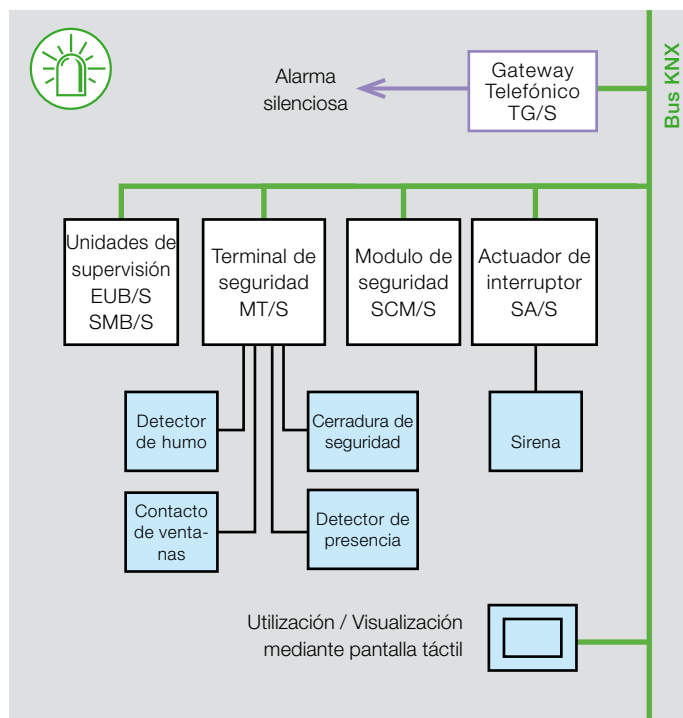 Alarma
silenciosa
Gateway
Telefónico
TG/S
Bus KNX
Unidades de
supervisión
EUB/S
SMB/S
Terminal de
seguridad
MT/S
Modulo de
seguridad
SCM/S
Actuador de
interruptor
SA/S
Detector
de humo
Cerradura de
seguridad
Sirena
Contacto
de venta-
nas
Detector de
presencia
Utilización / Visualización
mediante pantalla táctil